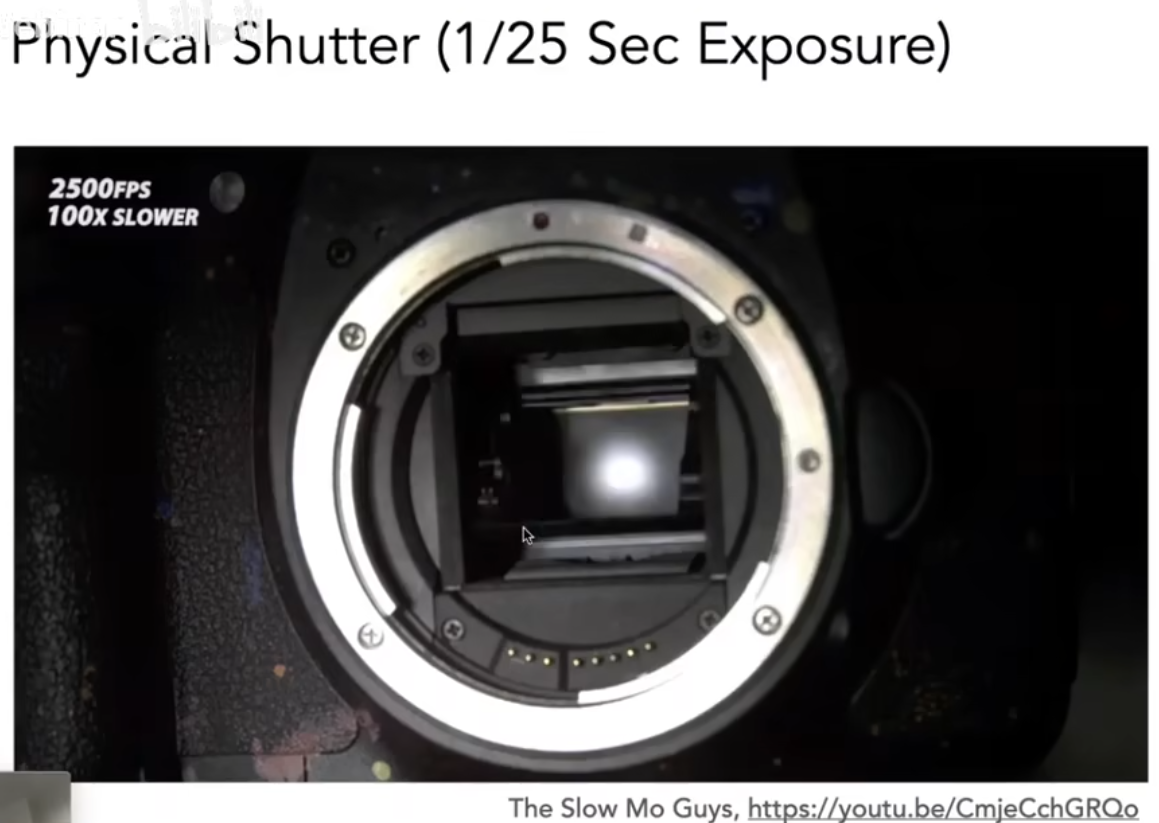 Physical Shutter (1/25 Sec Exposure)
2500FPS
100X SLOWER
The Slow Mo Guys, https://youtu.be/CmjeCchGRQo